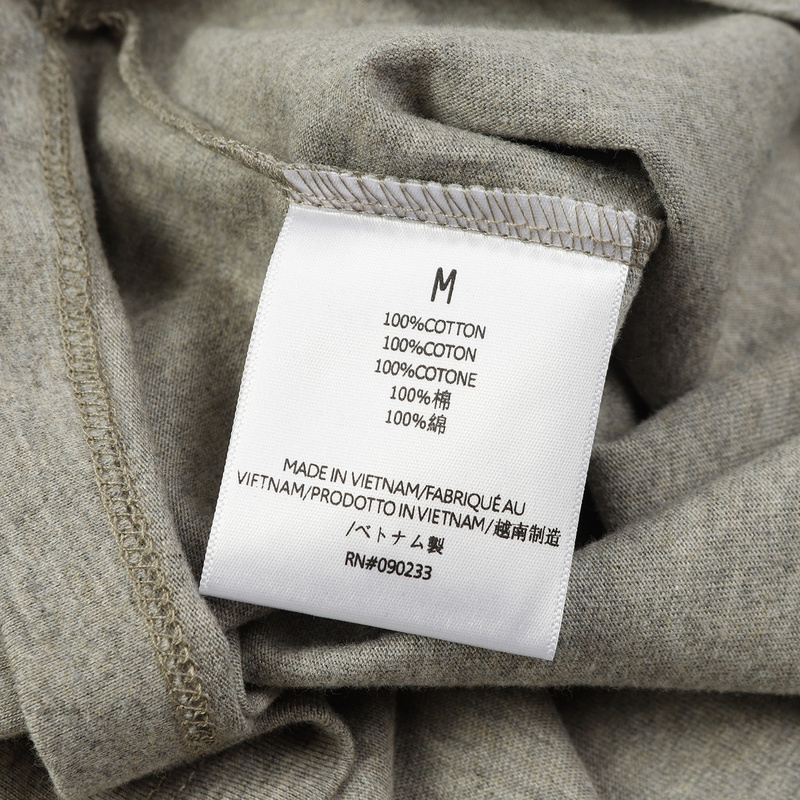 M
100%COTTON
100%COTON
100%COTONE
100%棉
100%綿
MADE IN VIETNAM/FABRIQUÉ AU
VIETNAM/PRODOTTO IN VIETNAM/越南制造
/ベトナム製
RN#090233